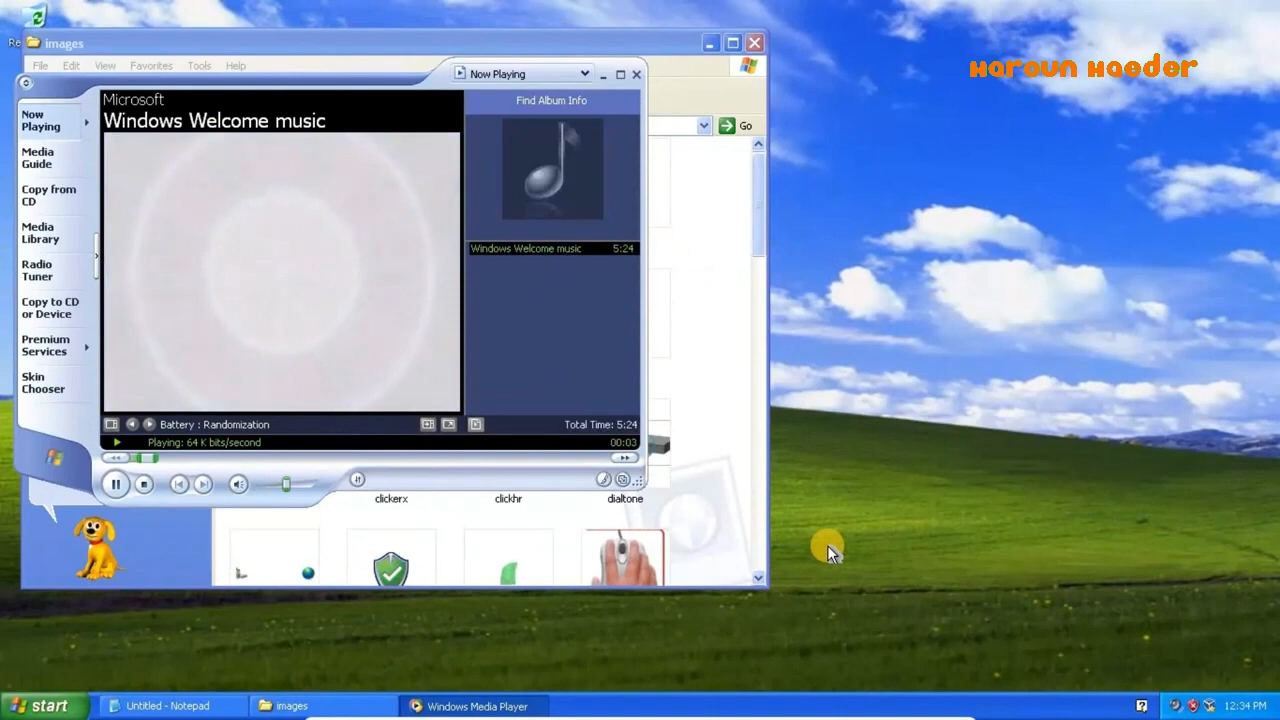 Re
images
File Edit View Favorites Tools Help
Haroun Haeder
Now Playing
Go
Now
Playing
Media
Guide
Copy from
CD
Media
Library
Radio
Tuner
Copy to CD
or Device
Premium
Services
Skin
Chooser
Microsoft
Windows Welcome music
Find Album Info
Windows Welcome music 5:24
Battery : Randomization
Total Time: 5:24
Playing: 64 K bits/second
00:03
clickerx clickhr dialtone
start
Untitled - Notepad
images
Windows Media Player
12:34 PM